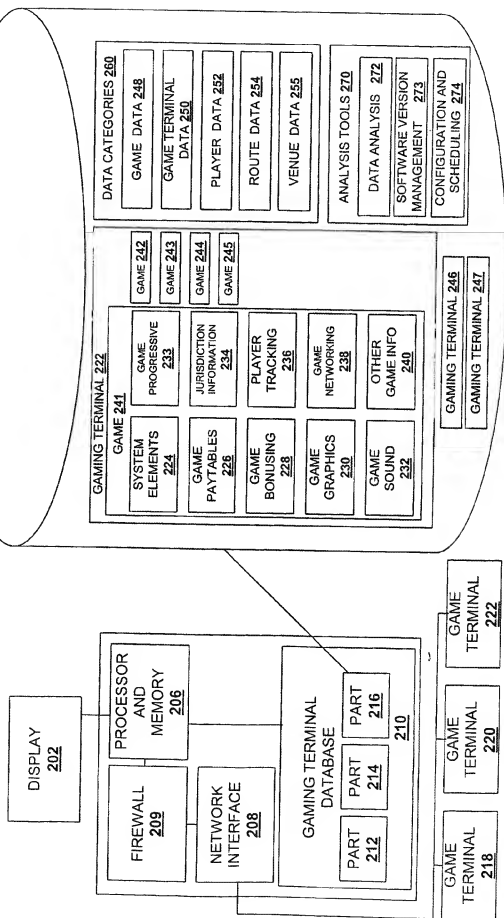 DISPLAY
202
PROCESSOR
AND
MEMORY
206
FIREWALL
209
NETWORK
INTERFACE
208
GAMING TERMINAL
DATABASE
PART
212
PART
214
PART
216
210
GAME
TERMINAL
218
GAME
TERMINAL
220
GAME
TERMINAL
222
GAMING TERMINAL 222
GAME 241
SYSTEM
ELEMENTS
224
GAME
PAYTABLES
226
GAME
BONUSING
228
GAME
GRAPHICS
230
GAME
SOUND
232
GAME
PROGRESSIVE
233
JURISDICTION
INFORMATION
234
PLAYER
TRACKING
236
GAME
NETWORKING
238
OTHER
GAME INFO
240
GAME 242
GAME 243
GAME 244
GAME 245
GAMING TERMINAL 246
GAMING TERMINAL 247
DATA CATEGORIES 260
GAME DATA 248
GAME TERMINAL
DATA 250
PLAYER DATA 252
ROUTE DATA 254
VENUE DATA 255
ANALYSIS TOOLS 270
DATA ANALYSIS 272
SOFTWARE VERSION
MANAGEMENT 273
CONFIGURATION AND
SCHEDULING 274